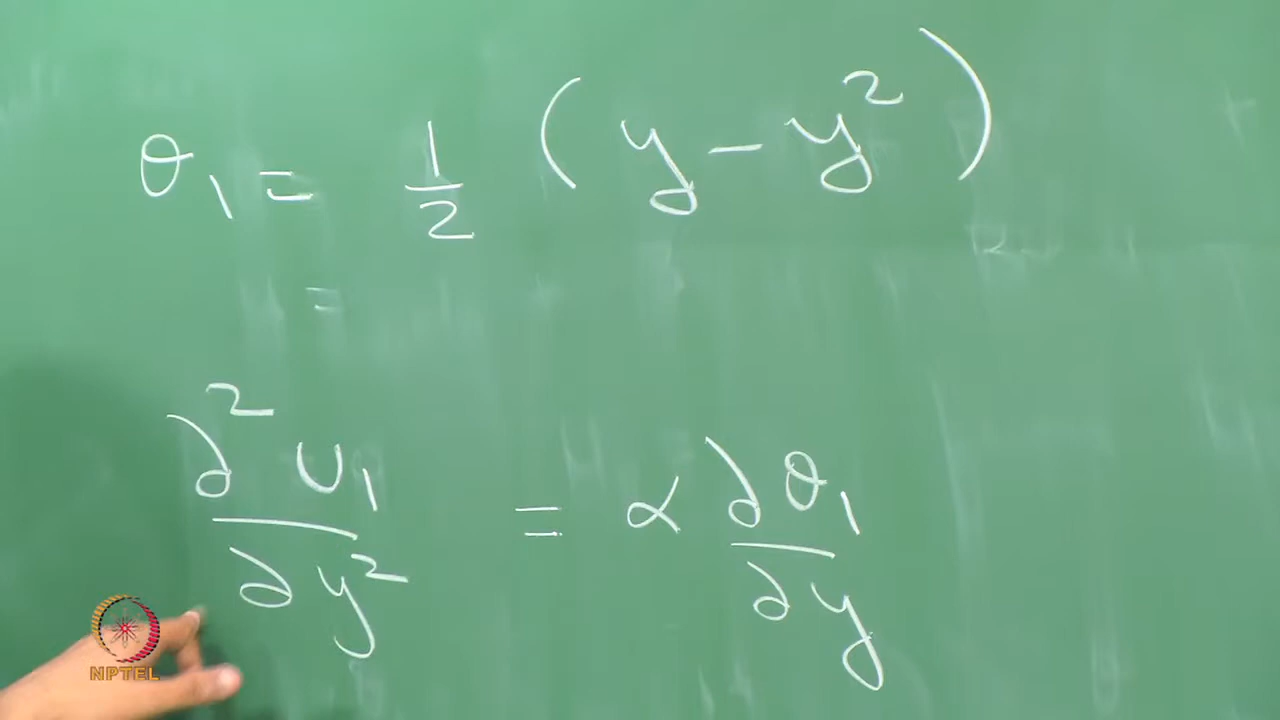 θ₁ = 1/2 (y − y²)
=
∂²u₁/∂y² = α ∂θ₁/∂y
NPTEL